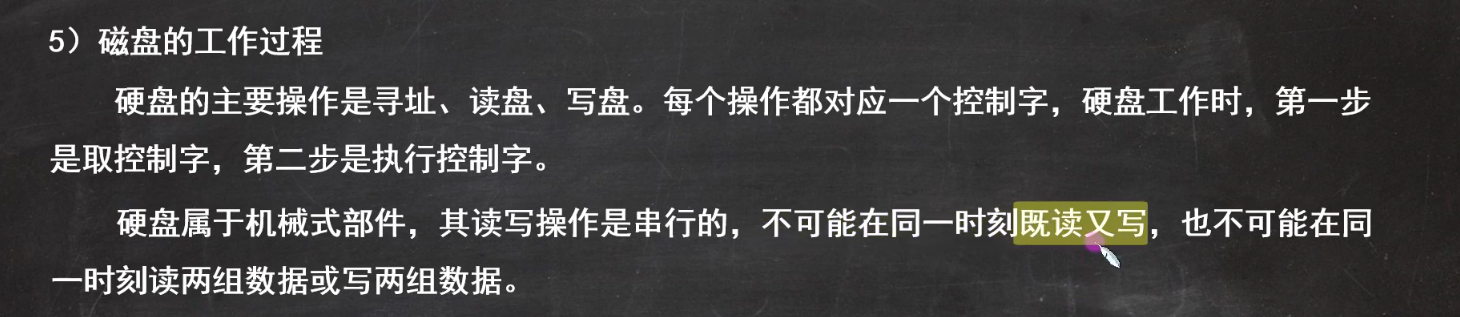 5）磁盘的工作过程
硬盘的主要操作是寻址、读盘、写盘。每个操作都对应一个控制字，硬盘工作时，第一步
是取控制字，第二步是执行控制字。
硬盘属于机械式部件，其读写操作是串行的，不可能在同一时刻既读又写，也不可能在同
一时刻读两组数据或写两组数据。